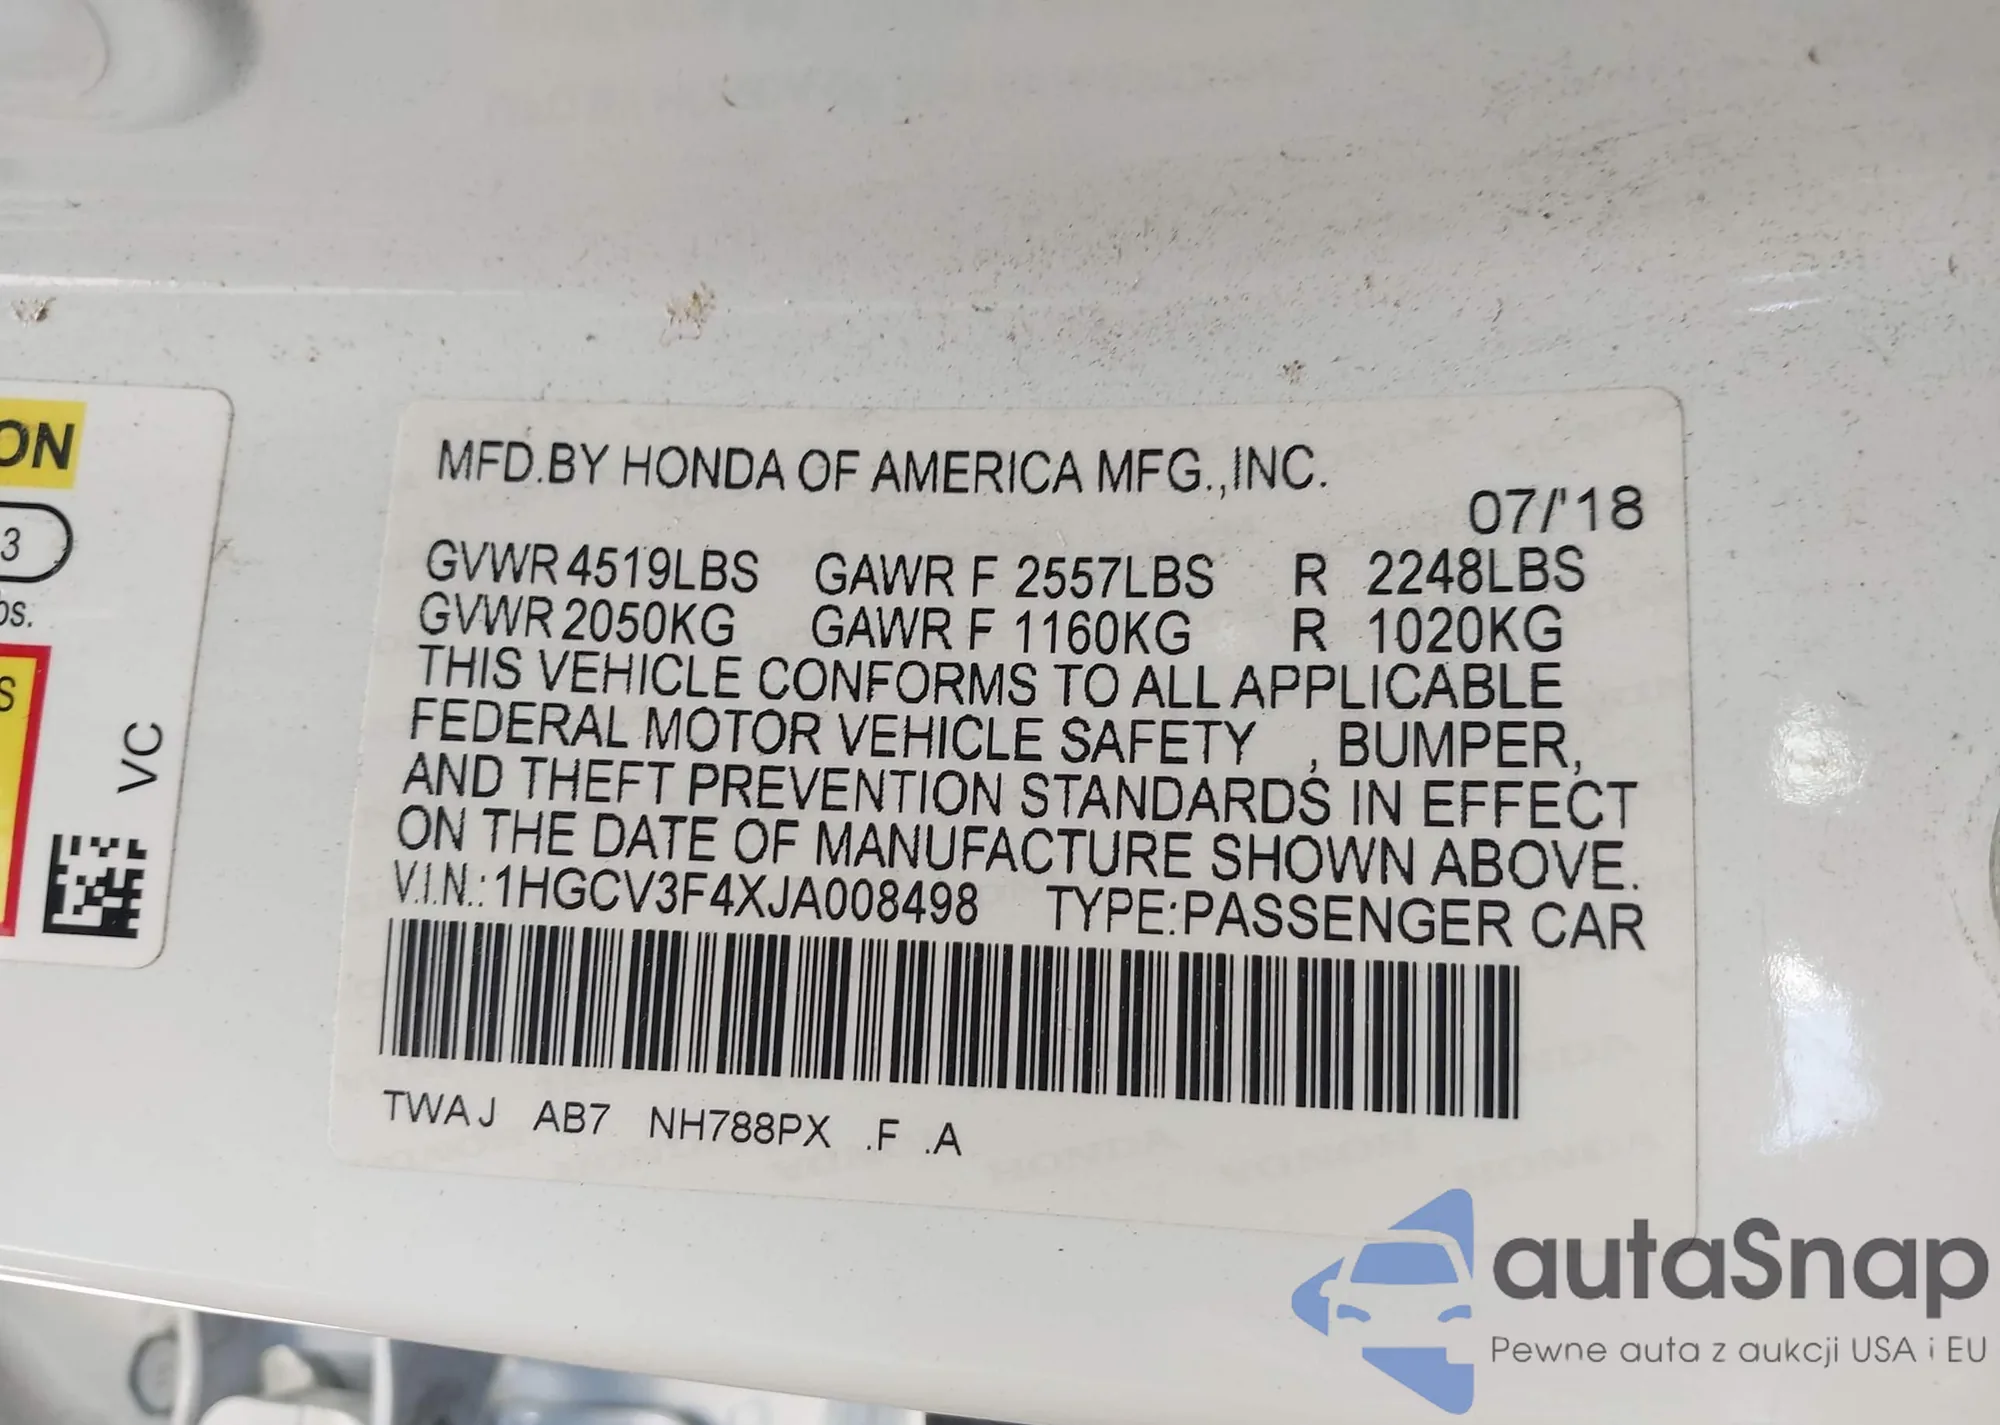 ON
3
bs.
S
VC
MFD.BY HONDA OF AMERICA MFG.,INC.
07/'18
GVWR 4519LBS GAWR F 2557LBS R 2248LBS
GVWR 2050KG GAWR F 1160KG R 1020KG
THIS VEHICLE CONFORMS TO ALL APPLICABLE
FEDERAL MOTOR VEHICLE SAFETY , BUMPER,
AND THEFT PREVENTION STANDARDS IN EFFECT
ON THE DATE OF MANUFACTURE SHOWN ABOVE.
V.I.N.: 1HGCV3F4XJA008498 TYPE:PASSENGER CAR
TWAJ AB7 NH788PX .F .A
autaSnap
Pewne auta z aukcji USA i EU